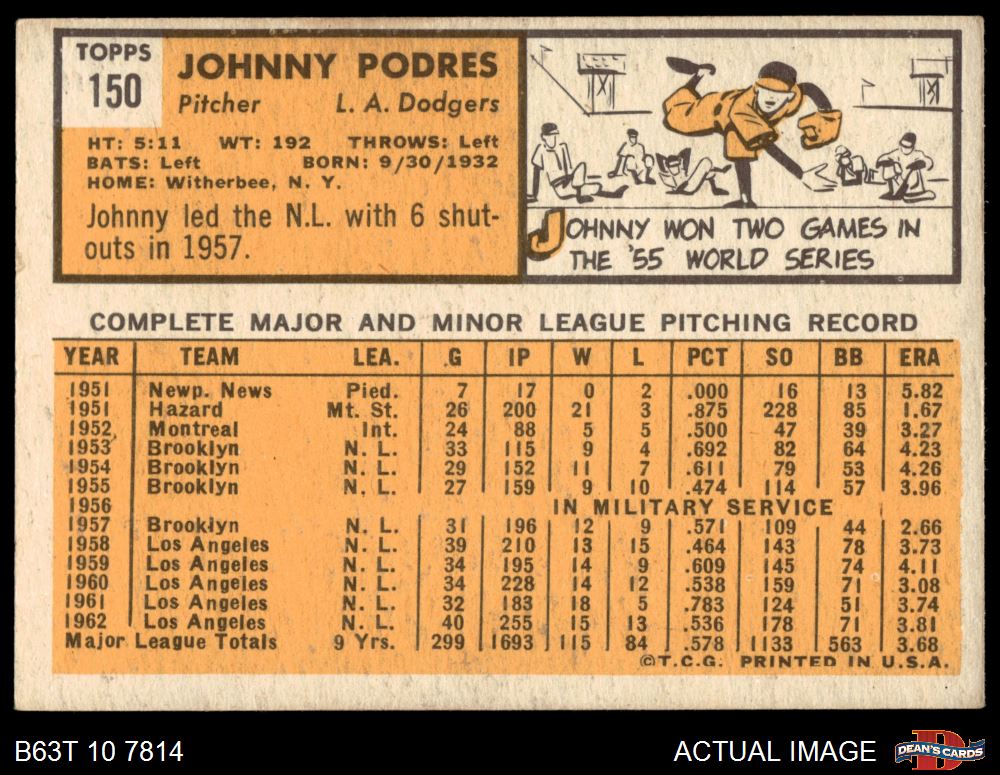 TOPPS
150
JOHNNY PODRES
Pitcher L. A. Dodgers
HT: 5:11 WT: 192 THROWS: Left
BATS: Left BORN: 9/30/1932
HOME: Witherbee, N. Y.
Johnny led the N.L. with 6 shut-
outs in 1957.
JOHNNY WON TWO GAMES IN
THE '55 WORLD SERIES
COMPLETE MAJOR AND MINOR LEAGUE PITCHING RECORD
YEAR TEAM LEA. G IP W L PCT SO BB ERA
1951 Newp. News Pied. 7 17 0 2 .000 16 13 5.82
1951 Hazard Mt. St. 26 200 21 3 .875 228 85 1.67
1952 Montreal Int. 24 88 5 5 .500 47 39 3.27
1953 Brooklyn N. L. 33 115 9 4 .692 82 64 4.23
1954 Brooklyn N. L. 29 152 11 7 .611 79 53 4.26
1955 Brooklyn N. L. 27 159 9 10 .474 114 57 3.96
1956 IN MILITARY SERVICE
1957 Brooklyn N. L. 31 196 12 9 .571 109 44 2.66
1958 Los Angeles N. L. 39 210 13 15 .464 143 78 3.73
1959 Los Angeles N. L. 34 195 14 9 .609 145 74 4.11
1960 Los Angeles N. L. 34 228 14 12 .538 159 71 3.08
1961 Los Angeles N. L. 32 183 18 5 .783 124 51 3.74
1962 Los Angeles N. L. 40 255 15 13 .536 178 71 3.81
Major League Totals 9 Yrs. 299 1693 115 84 .578 1133 563 3.68
©T.C.G. PRINTED IN U.S.A.
B63T 10 7814 ACTUAL IMAGE DEAN'S CARDS